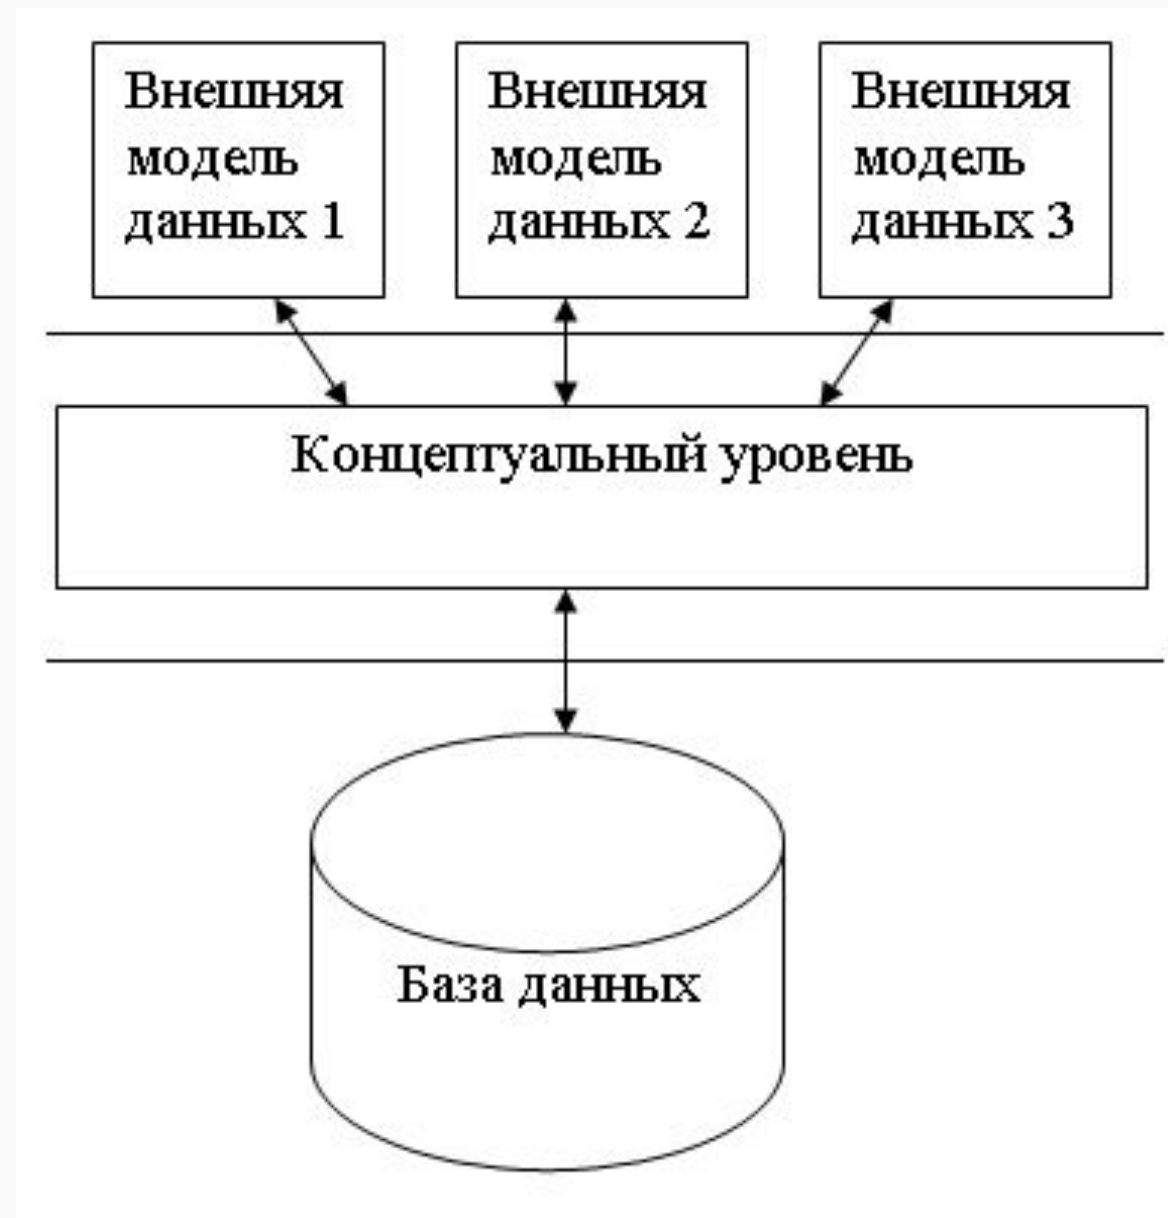 Внешняя
модель
данных 1
Внешняя
модель
данных 2
Внешняя
модель
данных 3
Концептуальный уровень
База данных